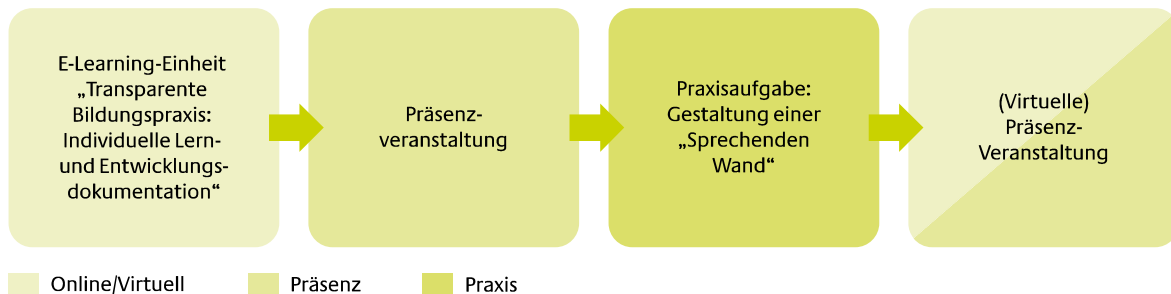 E-Learning-Einheit
„Transparente
Bildungspraxis:
Individuelle Lern-
und Entwicklungs-
dokumentation“
Präsenz-
veranstaltung
Praxisaufgabe:
Gestaltung einer
„Sprechenden
Wand“
(Virtuelle)
Präsenz-
Veranstaltung
Online/Virtuell
Präsenz
Praxis